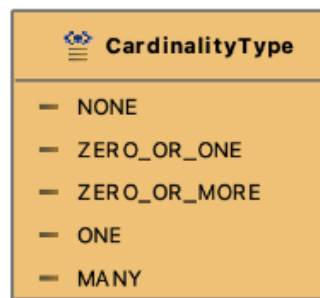 CardinalityType
NONE
ZERO_OR_ONE
ZERO_OR_MORE
ONE
MANY